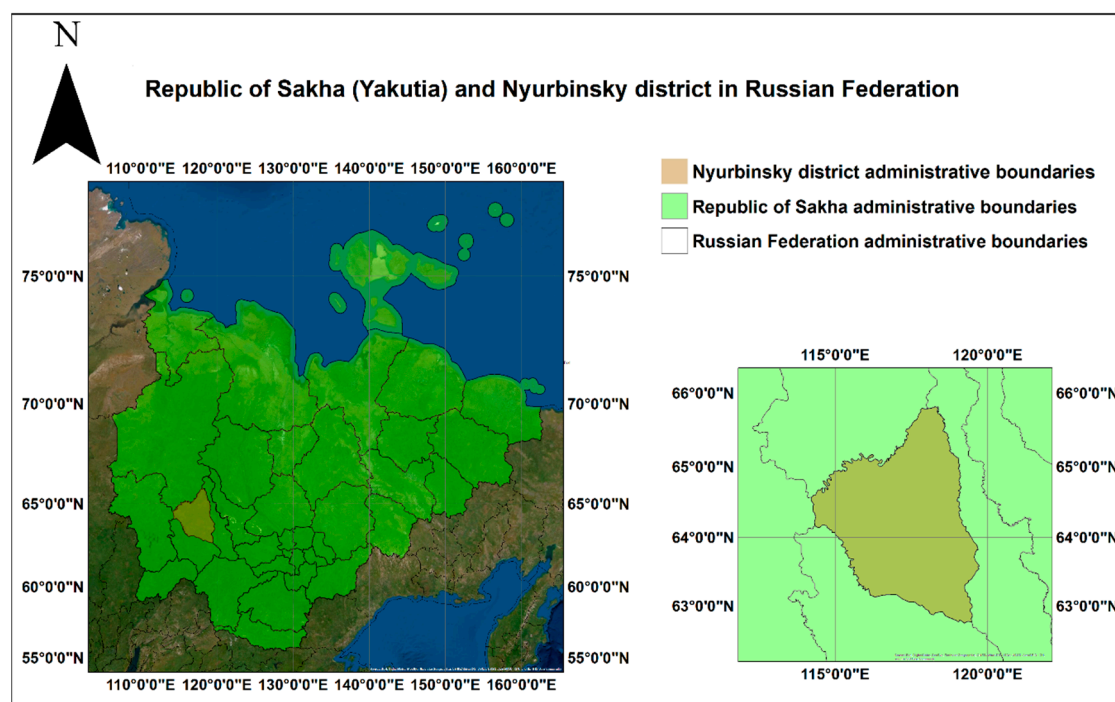 N
Republic of Sakha (Yakutia) and Nyurbinsky district in Russian Federation
110°0'0"E 120°0'0"E 130°0'0"E 140°0'0"E 150°0'0"E 160°0'0"E
75°0'0"N 75°0'0"N
70°0'0"N 70°0'0"N
65°0'0"N 65°0'0"N
60°0'0"N 60°0'0"N
55°0'0"N 55°0'0"N
110°0'0"E 120°0'0"E 130°0'0"E 140°0'0"E 150°0'0"E 160°0'0"E
Nyurbinsky district administrative boundaries
Republic of Sakha administrative boundaries
Russian Federation administrative boundaries
115°0'0"E 120°0'0"E
66°0'0"N 66°0'0"N
65°0'0"N 65°0'0"N
64°0'0"N 64°0'0"N
63°0'0"N 63°0'0"N
115°0'0"E 120°0'0"E